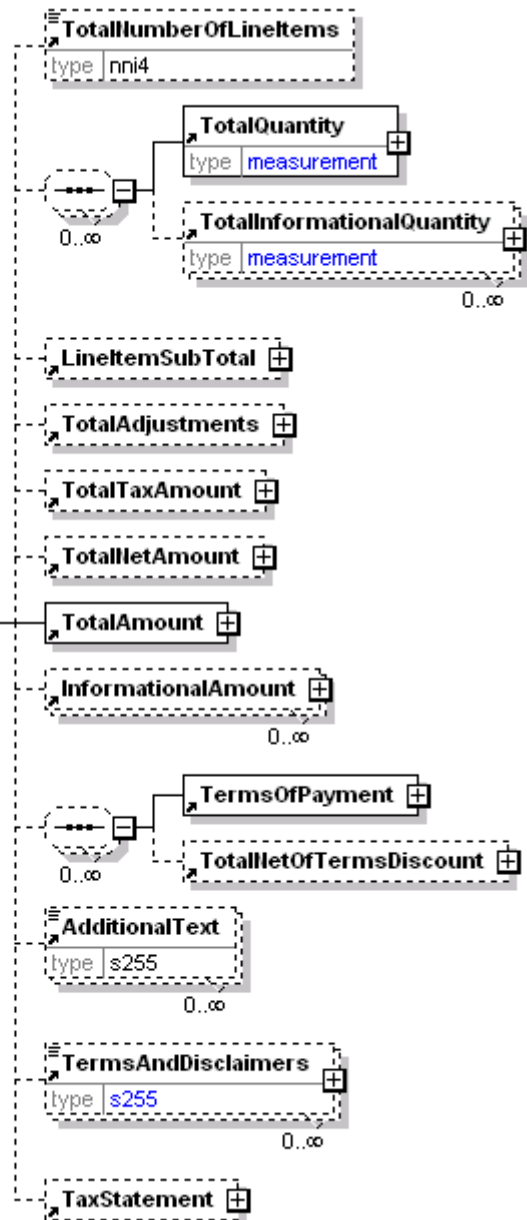 TotalNumberOfLineItems
type nni4
TotalQuantity
type measurement
TotalInformationalQuantity
type measurement
0..∞
0..∞
LineItemSubTotal
TotalAdjustments
TotalTaxAmount
TotalNetAmount
TotalAmount
InformationalAmount
0..∞
TermsOfPayment
TotalNetOfTermsDiscount
0..∞
AdditionalText
type s255
0..∞
TermsAndDisclaimers
type s255
0..∞
TaxStatement